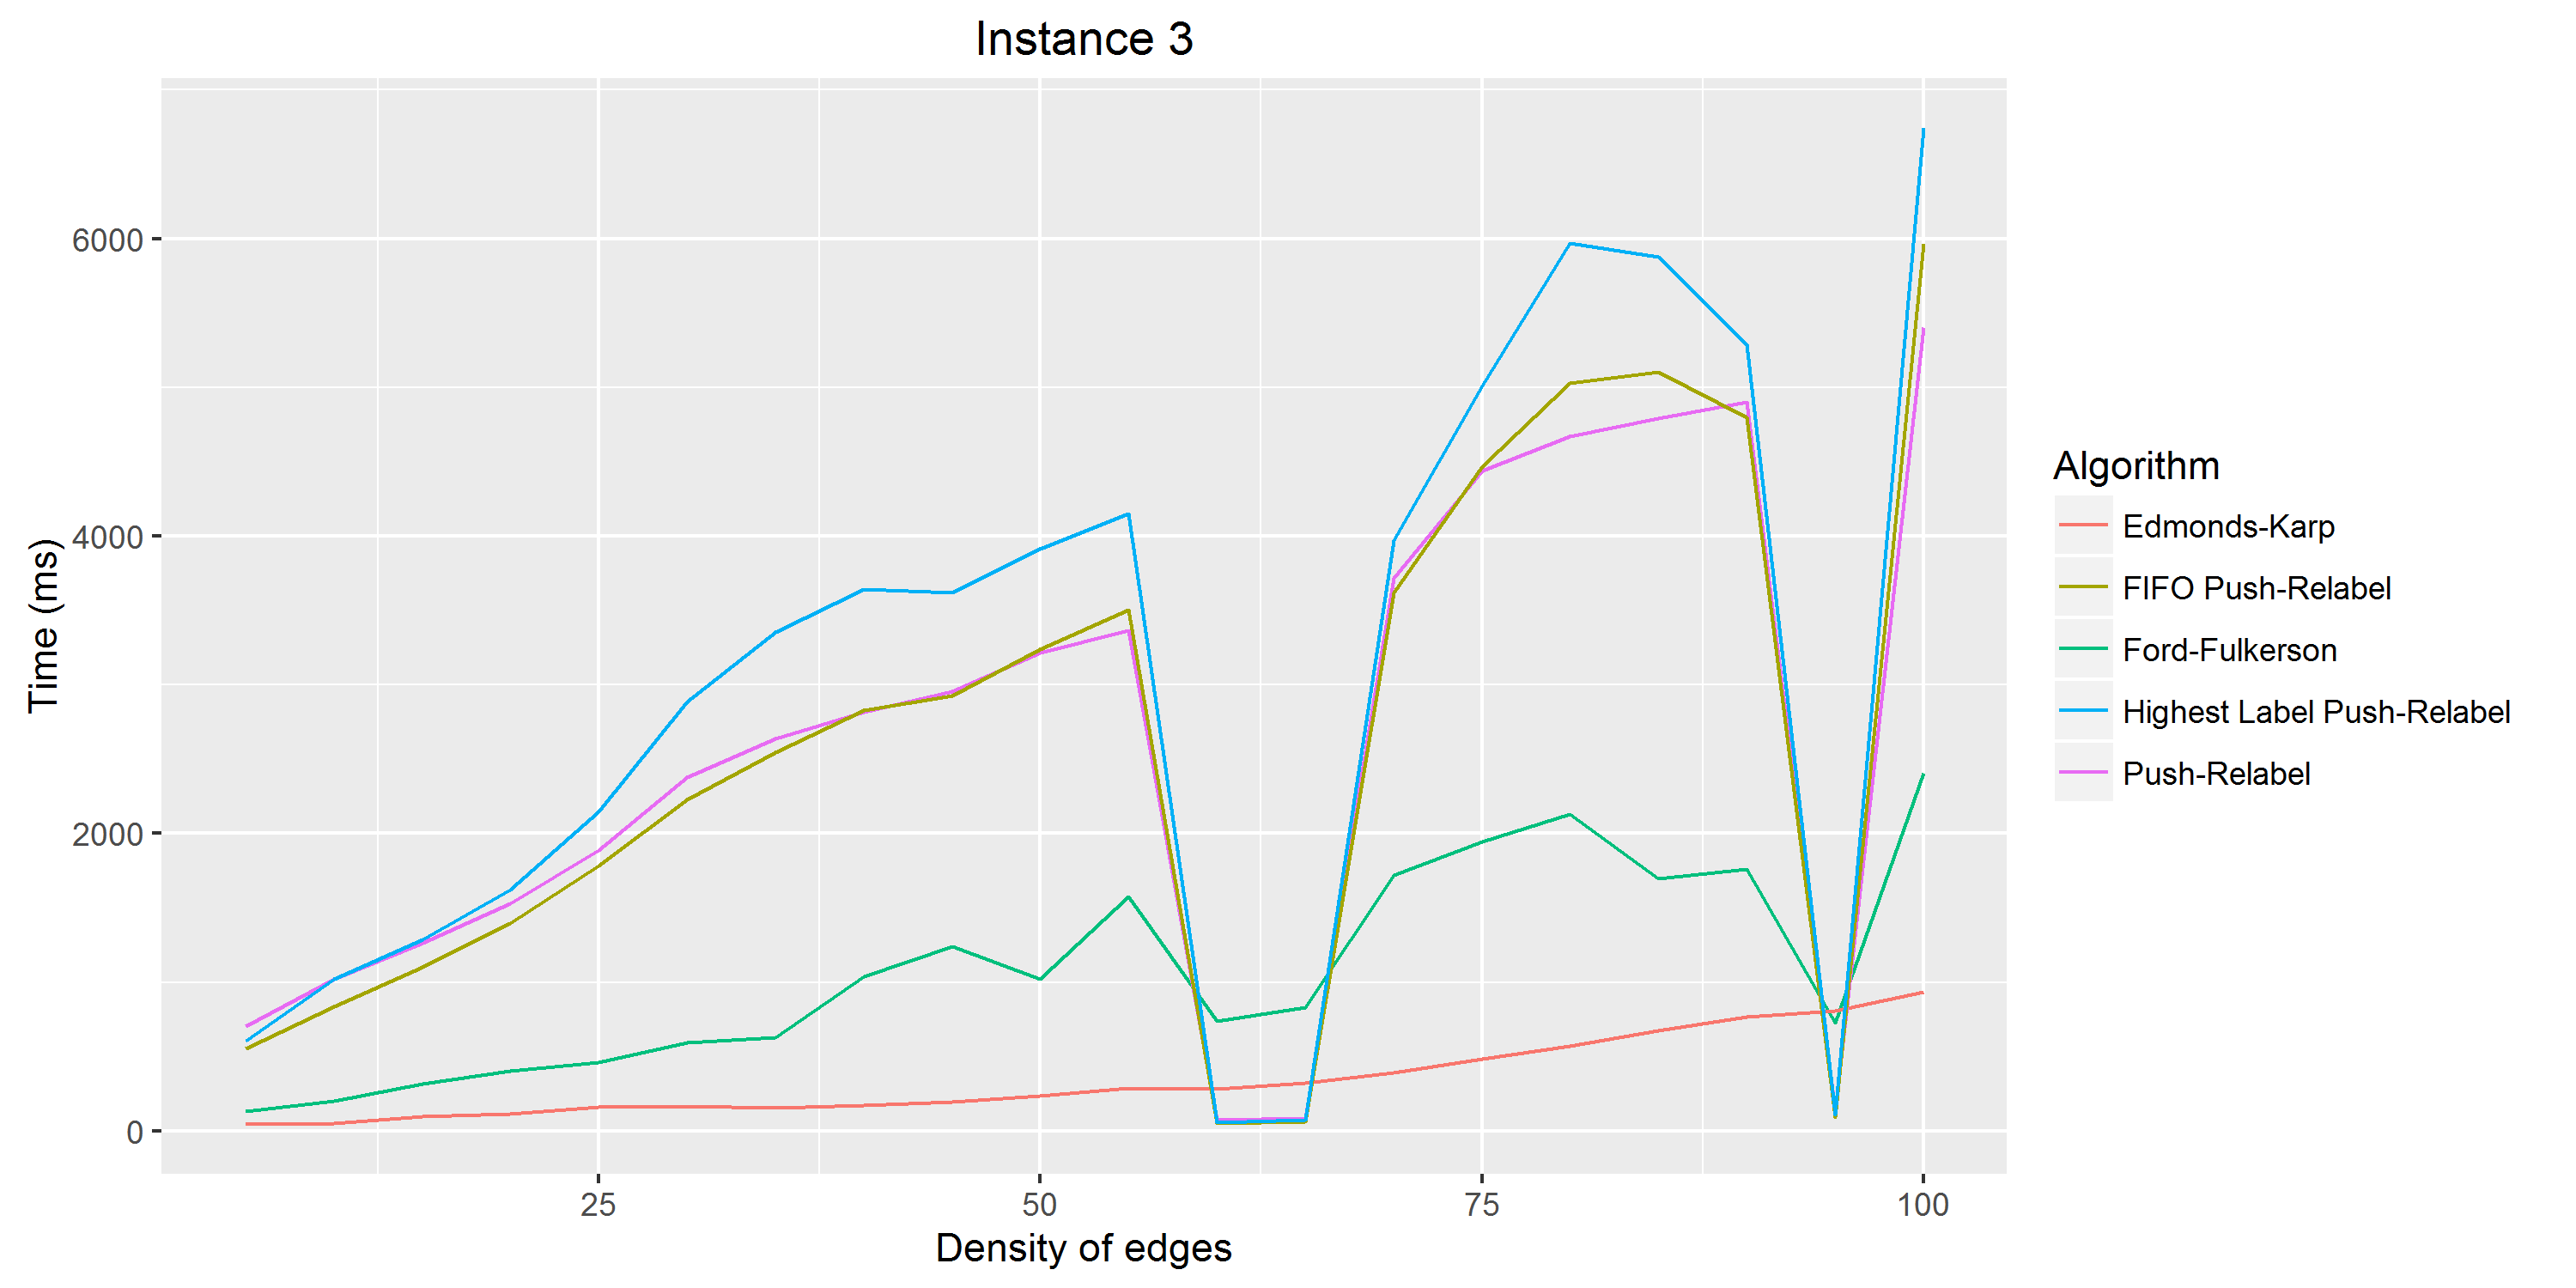 Instance 3
Time (ms)
6000
4000
2000
0
25
50
75
100
Density of edges
Algorithm
Edmonds-Karp
FIFO Push-Relabel
Ford-Fulkerson
Highest Label Push-Relabel
Push-Relabel